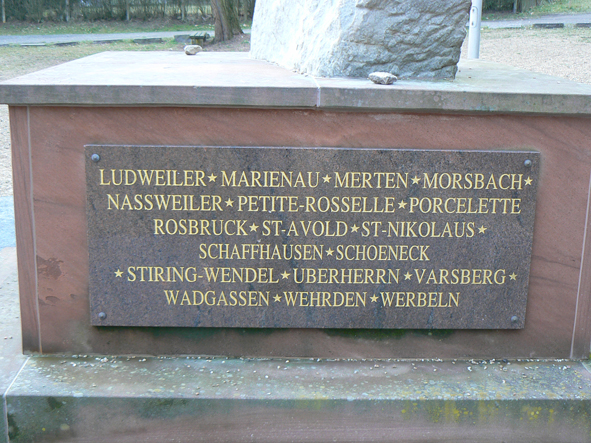 LUDWEILER★MARIENAU★MERTEN★MORSBACH★
NASSWEILER★PETITE-ROSSELLE★PORCELETTE
ROSBRUCK★ST-AVOLD★ST-NIKOLAUS★
SCHAFFHAUSEN★SCHOENECK
★STIRING-WENDEL★UBERHERRN★VARSBERG★
WADGASSEN★WEHRDEN★WERBELN